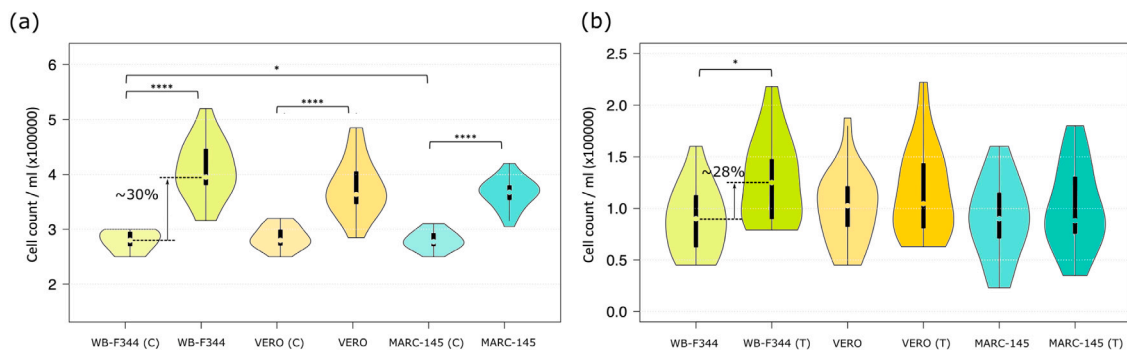 (a)
Cell count / ml (x100000)
6
5
4
3
2
*
****
****
****
~30%
WB-F344 (C)
WB-F344
VERO (C)
VERO
MARC-145 (C)
MARC-145
(b)
Cell count / ml (x100000)
2.5
2.0
1.5
1.0
0.5
0.0
*
~28%
WB-F344
WB-F344 (T)
VERO
VERO (T)
MARC-145
MARC-145 (T)